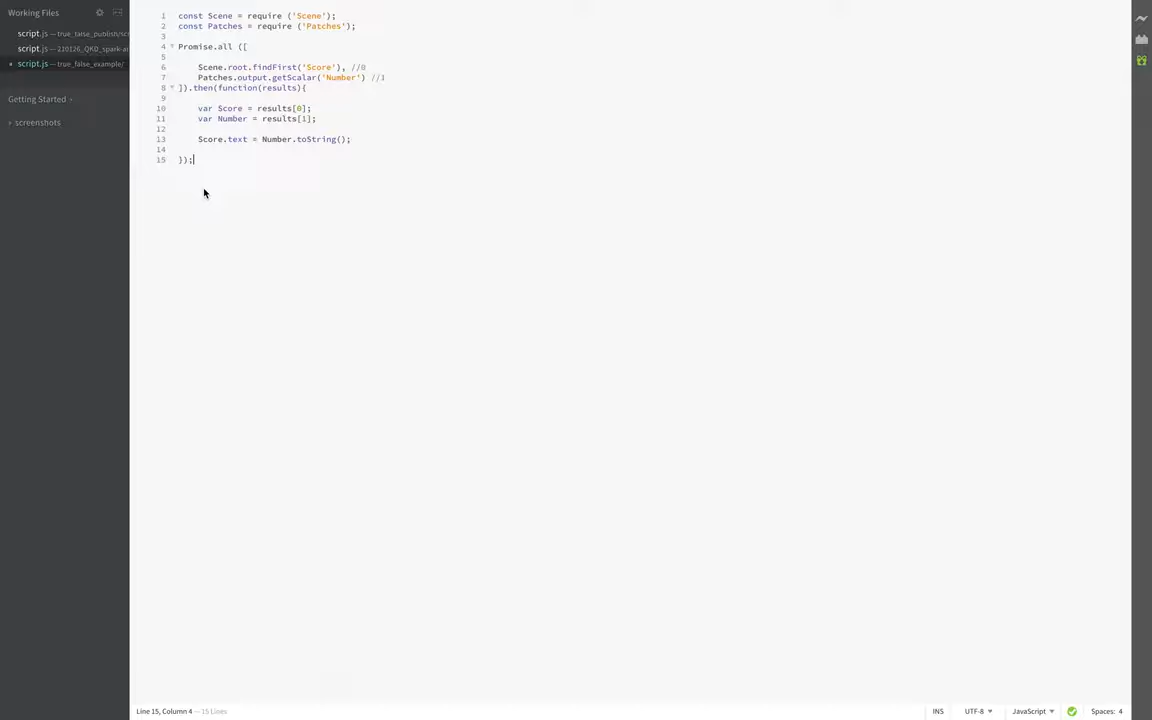 Working Files
script.js — true_false_publish/scr
script.js — 210126_QKD_spark-ar
script.js — true_false_example/
Getting Started
screenshots
1 const Scene = require ('Scene');
2 const Patches = require ('Patches');
3
4 Promise.all ([
5
6 Scene.root.findFirst('Score'), //0
7 Patches.output.getScalar('Number') //1
8 ]).then(function(results){
9
10 var Score = results[0];
11 var Number = results[1];
12
13 Score.text = Number.toString();
14
15 });
Line 15, Column 4 — 15 Lines
INS UTF-8 JavaScript Spaces: 4